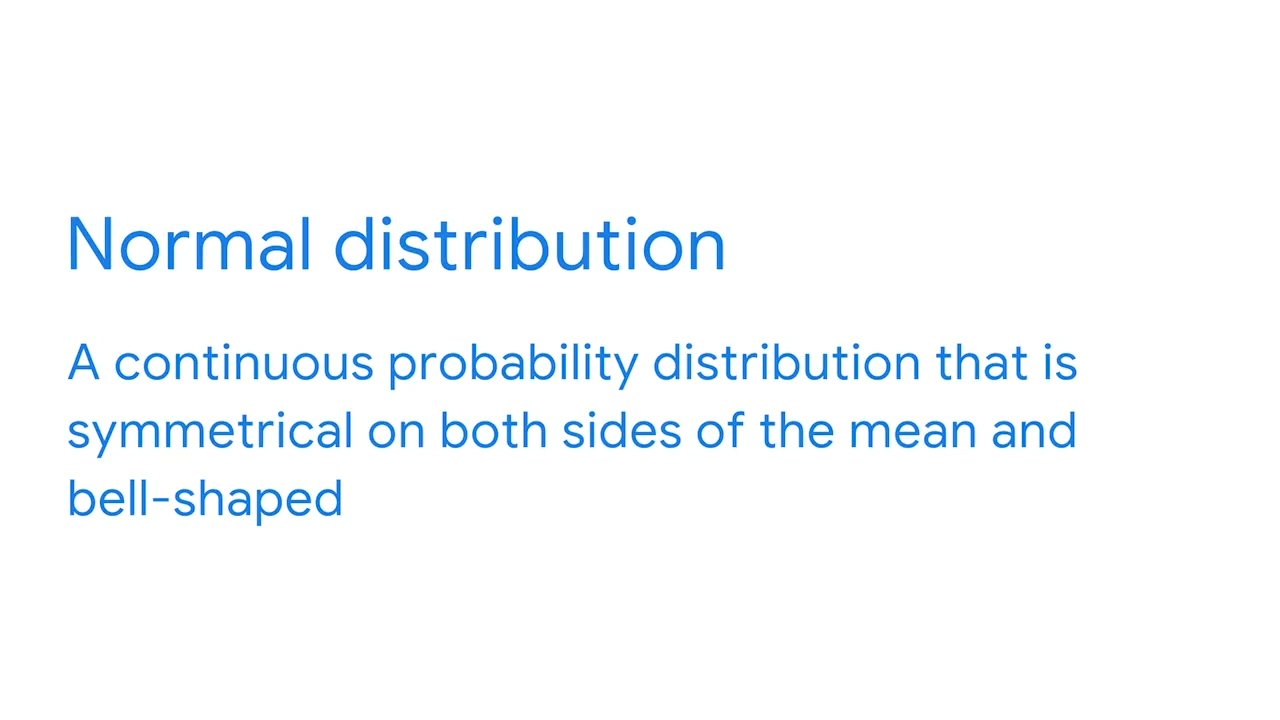 Normal distribution
A continuous probability distribution that is
symmetrical on both sides of the mean and
bell-shaped